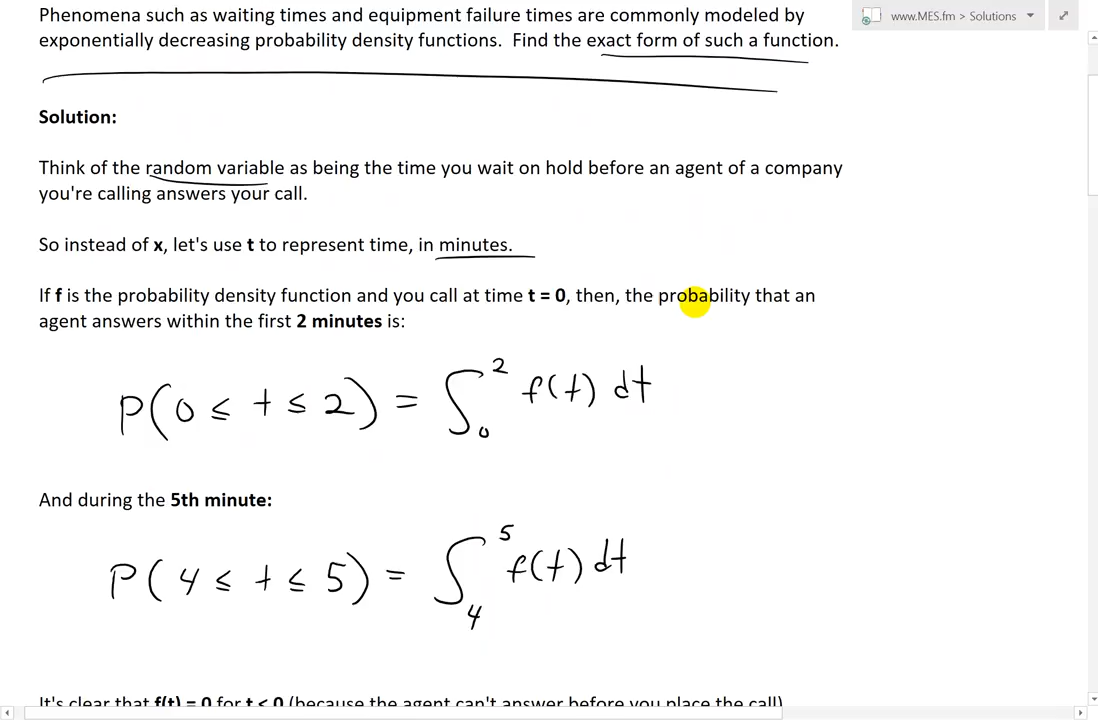 Phenomena such as waiting times and equipment failure times are commonly modeled by
www.MES.fm > Solutions
exponentially decreasing probability density functions. Find the exact form of such a function.
Solution:
Think of the random variable as being the time you wait on hold before an agent of a company
you're calling answers your call.
So instead of x, let's use t to represent time, in minutes.
If f is the probability density function and you call at time t = 0, then, the probability that an
agent answers within the first 2 minutes is:
P(0 ≤ t ≤ 2) = ∫₀² f(t) dt
And during the 5th minute:
P(4 ≤ t ≤ 5) = ∫₄⁵ f(t) dt
It's clear that f(t) = 0 for t < 0 (because the agent can't answer before you place the call)